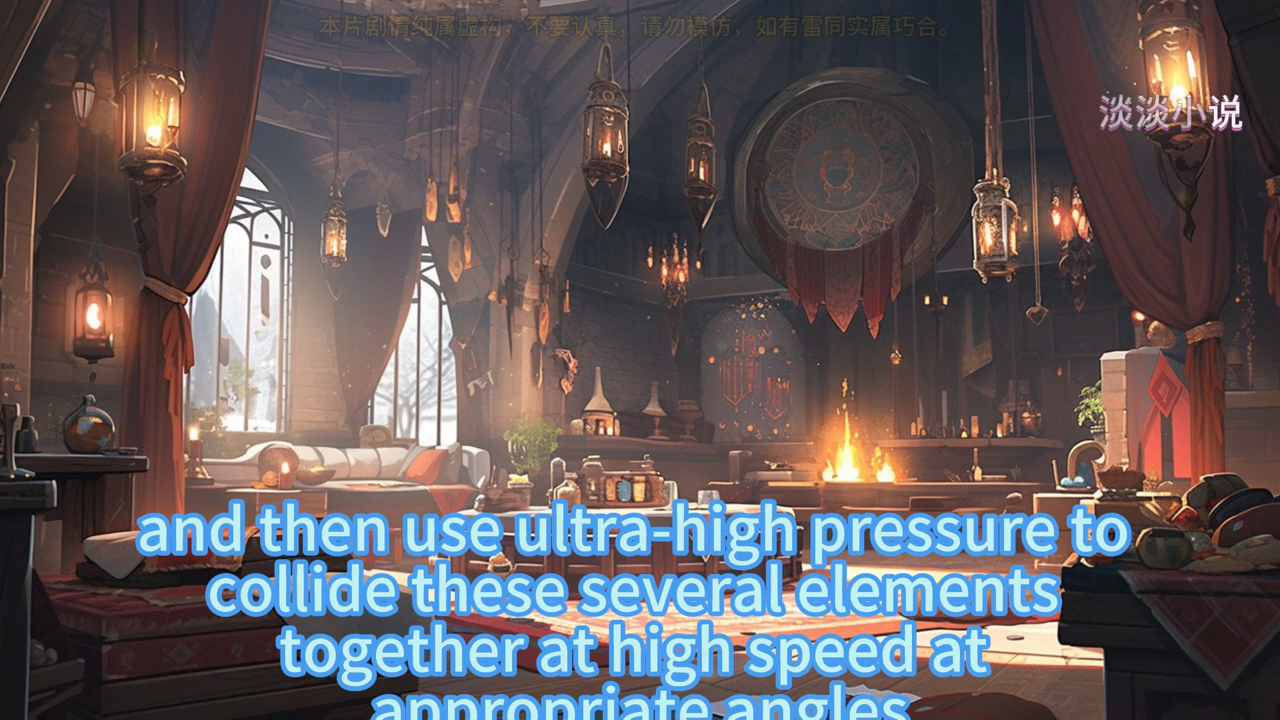 本片剧情纯属虚构，不要认真，请勿模仿，如有雷同实属巧合。
淡淡小说
and then use ultra-high pressure to
collide these several elements
together at high speed at
appropriate angles